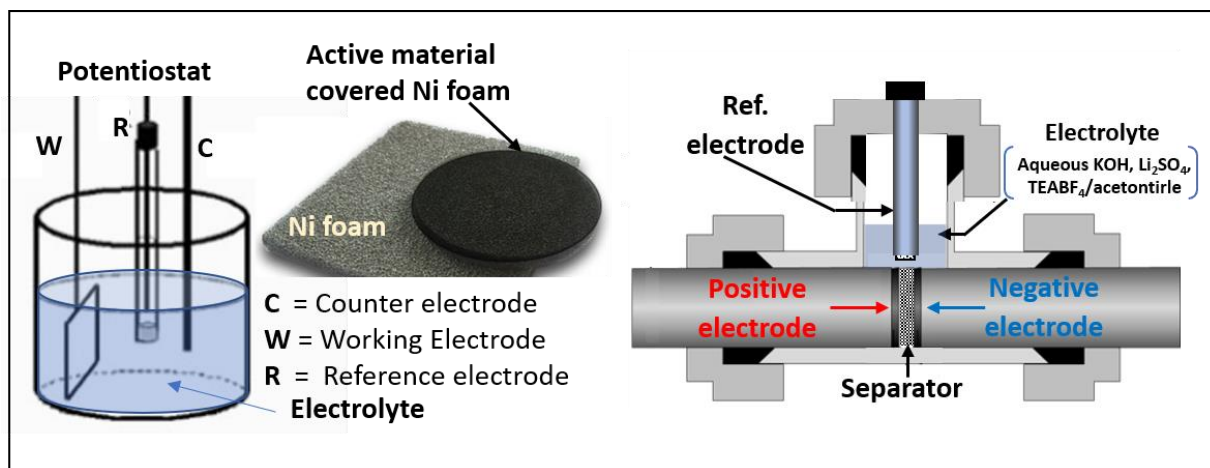 Potentiostat
W
R
C
Active material
covered Ni foam
Ni foam
C = Counter electrode
W = Working Electrode
R = Reference electrode
Electrolyte
Ref.
electrode
Electrolyte
Aqueous KOH, Li₂SO₄,
TEABF₄/acetontirle
Positive
electrode
Negative
electrode
Separator